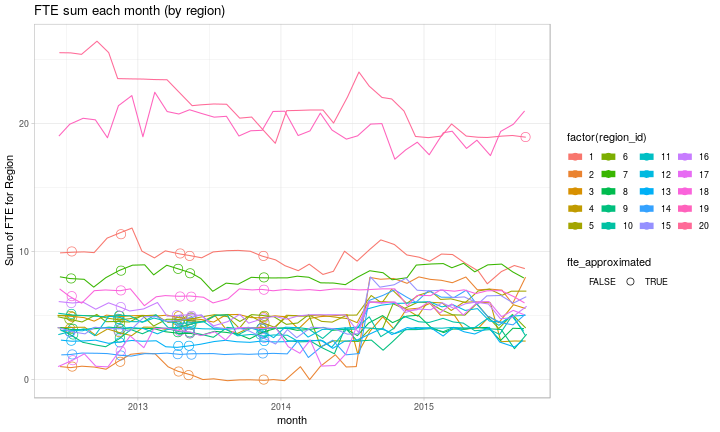 FTE sum each month (by region)
Sum of FTE for Region
20
10
0
2013
2014
2015
month
factor(region_id)
1 6 11 16
2 7 12 17
3 8 13 18
4 9 14 19
5 10 15 20
fte_approximated
FALSE TRUE